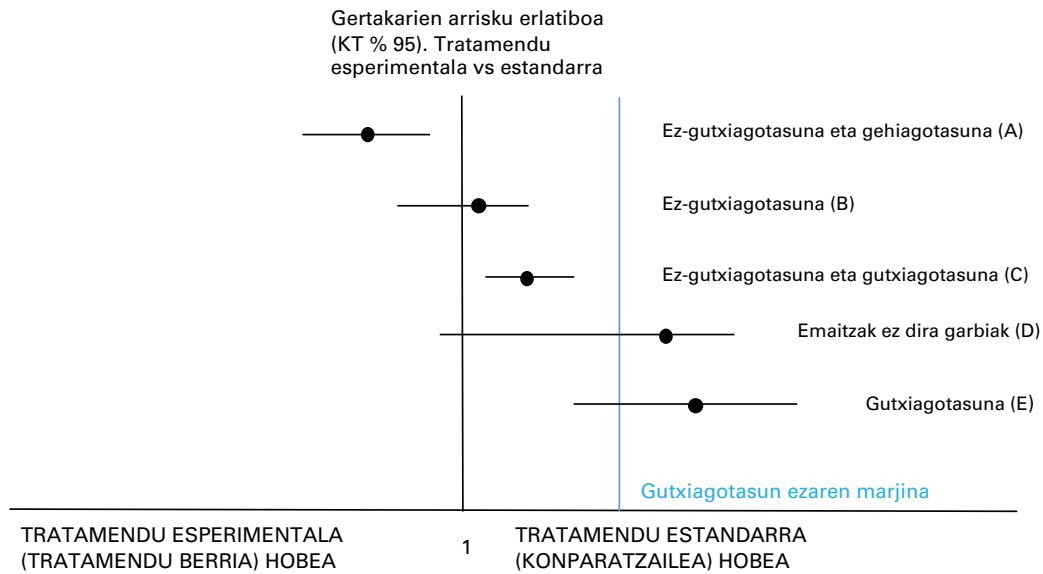 Gertakarien arrisku erlatiboa
(KT % 95). Tratamendu
esperimentala vs estandarra
Ez-gutxiagotasuna eta gehiagotasuna (A)
Ez-gutxiagotasuna (B)
Ez-gutxiagotasuna eta gutxiagotasuna (C)
Emaitzak ez dira garbiak (D)
Gutxiagotasuna (E)
Gutxiagotasun ezaren marjina
TRATAMENDU ESPERIMENTALA
(TRATAMENDU BERRIA) HOBEA
1
TRATAMENDU ESTANDARRA
(KONPARATZAILEA) HOBEA